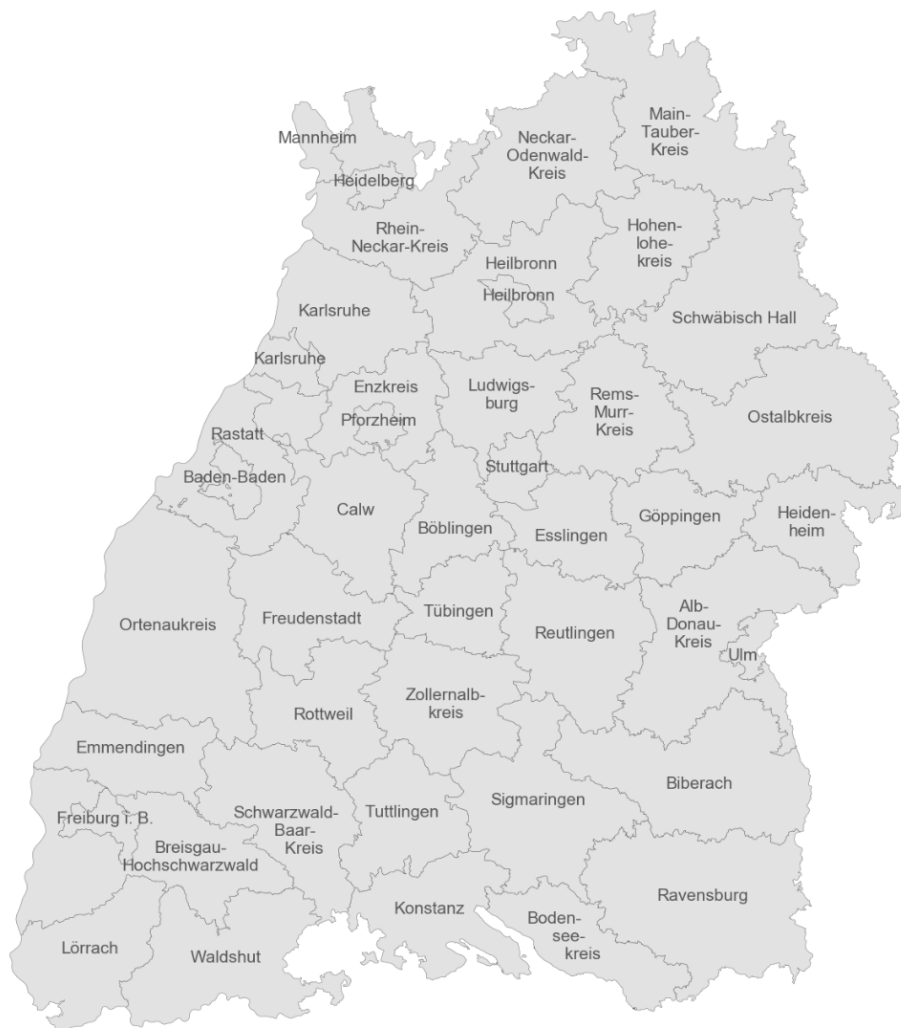 Main-
Tauber-
Kreis
Mannheim
Neckar-
Odenwald-
Kreis
Heidelberg
Rhein-
Neckar-Kreis
Hohen-
lohe-
kreis
Heilbronn
Heilbronn
Karlsruhe
Schwäbisch Hall
Karlsruhe
Enzkreis
Ludwigs-
burg
Rems-
Murr-
Kreis
Ostalbkreis
Pforzheim
Rastatt
Stuttgart
Baden-Baden
Calw
Böblingen
Esslingen
Göppingen
Heiden-
heim
Ortenaukreis
Freudenstadt
Tübingen
Reutlingen
Alb-
Donau-
Kreis
Ulm
Rottweil
Zollernalb-
kreis
Emmendingen
Biberach
Freiburg i. B.
Schwarzwald-
Baar-
Kreis
Tuttlingen
Sigmaringen
Breisgau-
Hochschwarzwald
Ravensburg
Konstanz
Boden-
see-
kreis
Lörrach
Waldshut